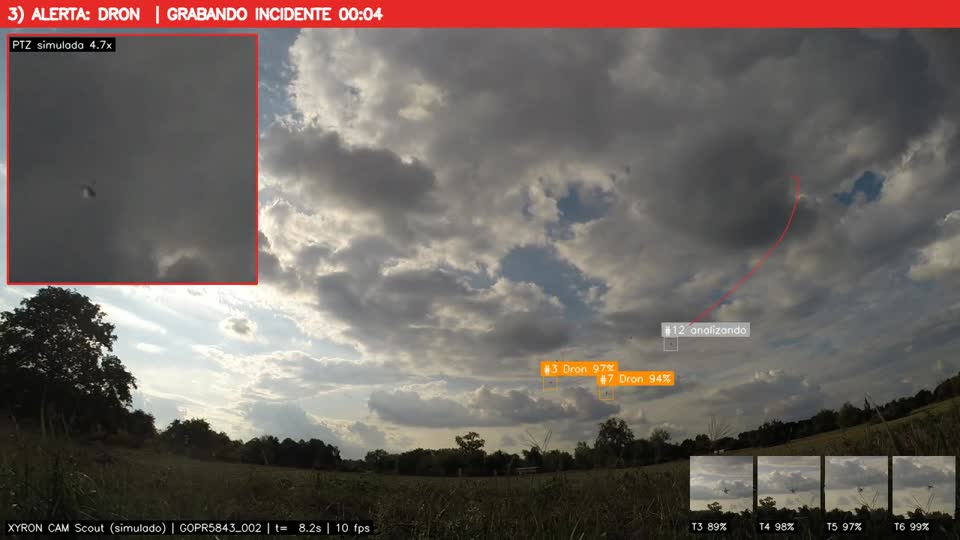 3) ALERTA: DRON | GRABANDO INCIDENTE 00:04
PTZ simulada 4.7x
#12 analizando
#3 Dron 97%
#7 Dron 94%
T3 89% T4 98% T5 97% T6 99%
XYRON CAM Scout (simulado) | GOPR5843_002 | t= 8.2s | 10 fps